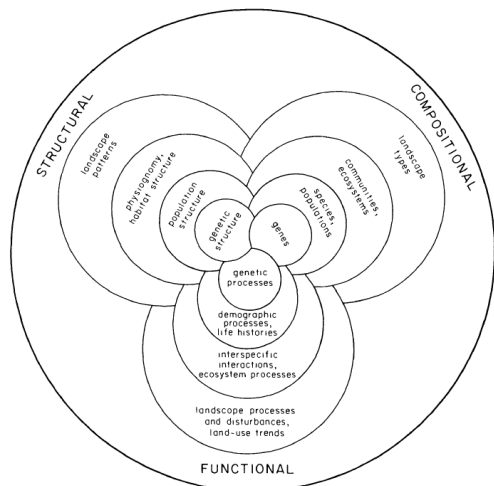 STRUCTURAL
COMPOSITIONAL
landscape
patterns
physiognomy,
habitat structure
population
structure
genetic
structure
landscape
types
communities,
ecosystems
species,
populations
genes
genetic
processes
demographic
processes,
life histories
interspecific
interactions,
ecosystem processes
landscape processes
and disturbances,
land-use trends
FUNCTIONAL